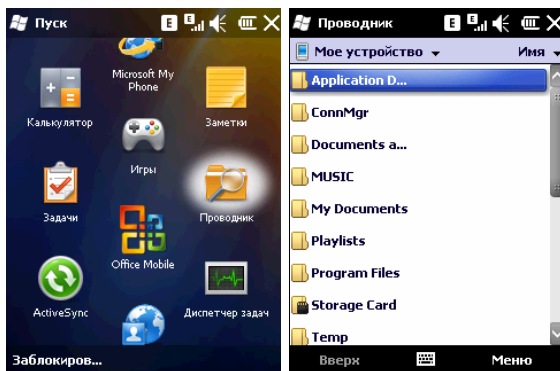 Пуск
E
E
Microsoft My
Phone
Калькулятор
Заметки
Игры
Задачи
Проводник
Office Mobile
ActiveSync
Диспетчер задач
Заблокиров...
Проводник
E
E
Мое устройство
Имя
Application D...
ConnMgr
Documents a...
MUSIC
My Documents
Playlists
Program Files
Storage Card
Temp
Вверх
Меню